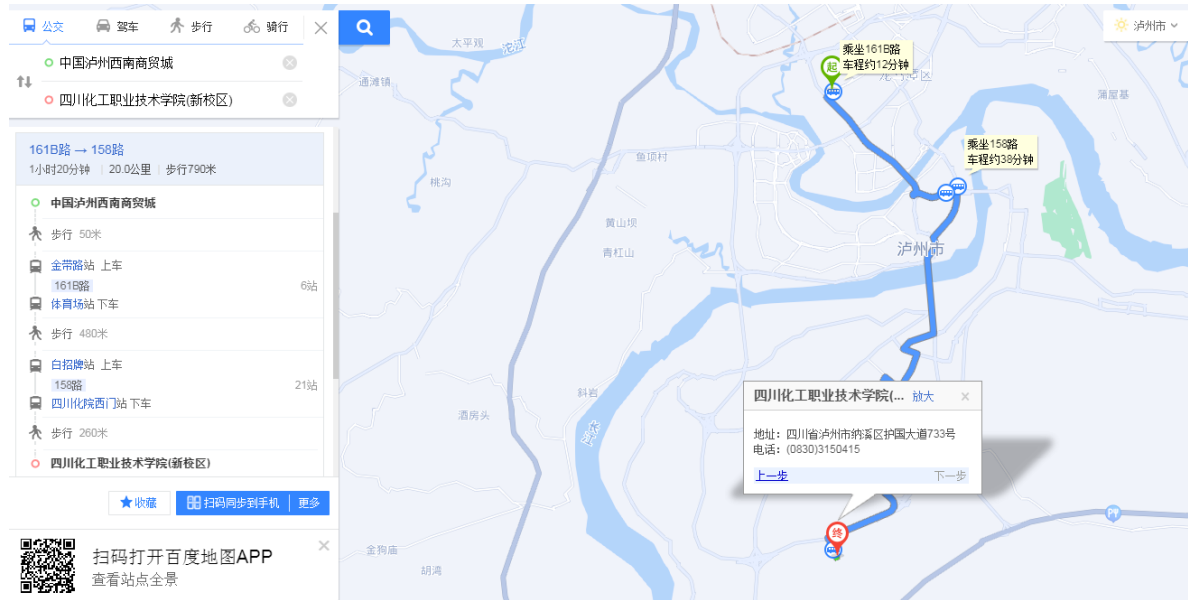 公交 驾车 步行 骑行
中国泸州西南商贸城
四川化工职业技术学院(新校区)
161B路 → 158路
1小时20分钟 20.0公里 步行790米
中国泸州西南商贸城
步行 50米
金带路站 上车
161B路 6站
体育场站 下车
步行 480米
白招牌站 上车
158路 21站
四川化院西门站 下车
步行 260米
四川化工职业技术学院(新校区)
收藏 扫码同步到手机 更多
扫码打开百度地图APP
查看站点全景
泸州市
太平观
沱江
通滩镇
起
乘坐161B路
车程约12分钟
蒲屋基
鱼项村
桃沟
乘坐158路
车程约38分钟
黄山坝
青杠山
泸州市
斜岩
酒房头
长江
四川化工职业技术学院(... 放大
地址：四川省泸州市纳溪区护国大道733号
电话：(0830)3150415
上一步 下一步
终
金狗庙
胡湾